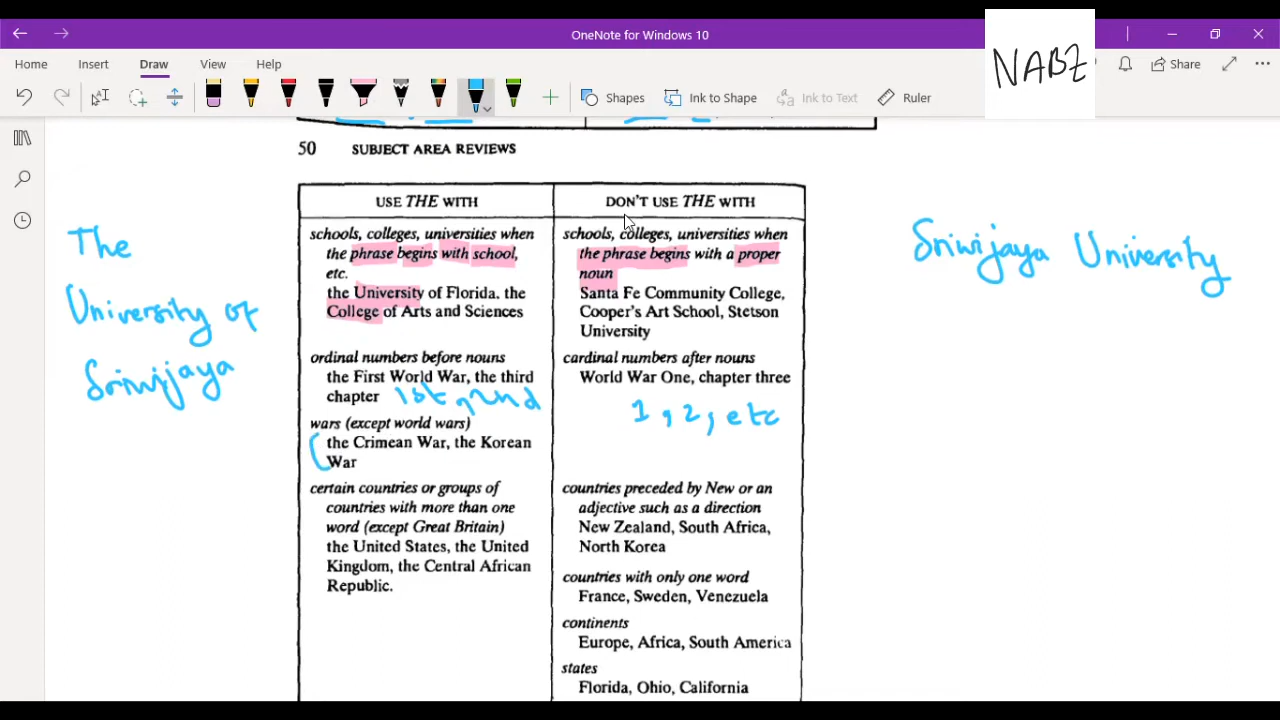 OneNote for Windows 10
NABZ
Home Insert Draw View Help
Share
Shapes Ink to Shape Ink to Text Ruler
50 SUBJECT AREA REVIEWS
USE THE WITH
schools, colleges, universities when
the phrase begins with school,
etc.
the University of Florida. the
College of Arts and Sciences
ordinal numbers before nouns
the First World War, the third
chapter 1st, 2nd
wars (except world wars)
the Crimean War, the Korean
War
certain countries or groups of
countries with more than one
word (except Great Britain)
the United States, the United
Kingdom, the Central African
Republic.
DON'T USE THE WITH
schools, colleges, universities when
the phrase begins with a proper
noun
Santa Fe Community College,
Cooper's Art School, Stetson
University
cardinal numbers after nouns
World War One, chapter three
1, 2, etc
countries preceded by New or an
adjective such as a direction
New Zealand, South Africa,
North Korea
countries with only one word
France, Sweden, Venezuela
continents
Europe, Africa, South America
states
Florida, Ohio, California
The
University of
Sriwijaya
Sriwijaya University